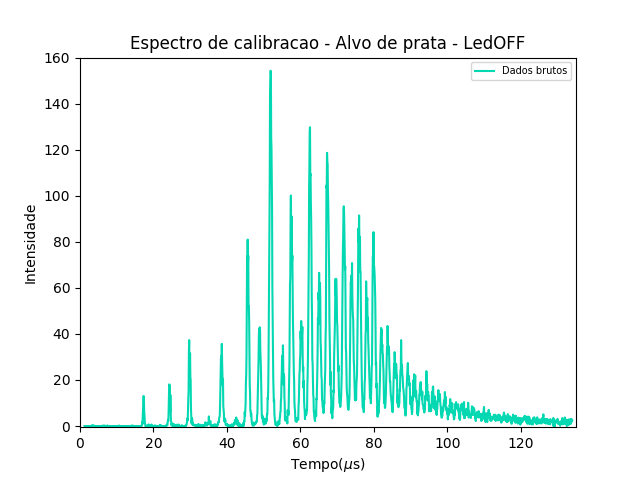 Espectro de calibracao - Alvo de prata - LedOFF
Dados brutos
Intensidade
160
140
120
100
80
60
40
20
0
0 20 40 60 80 100 120
Tempo(μs)